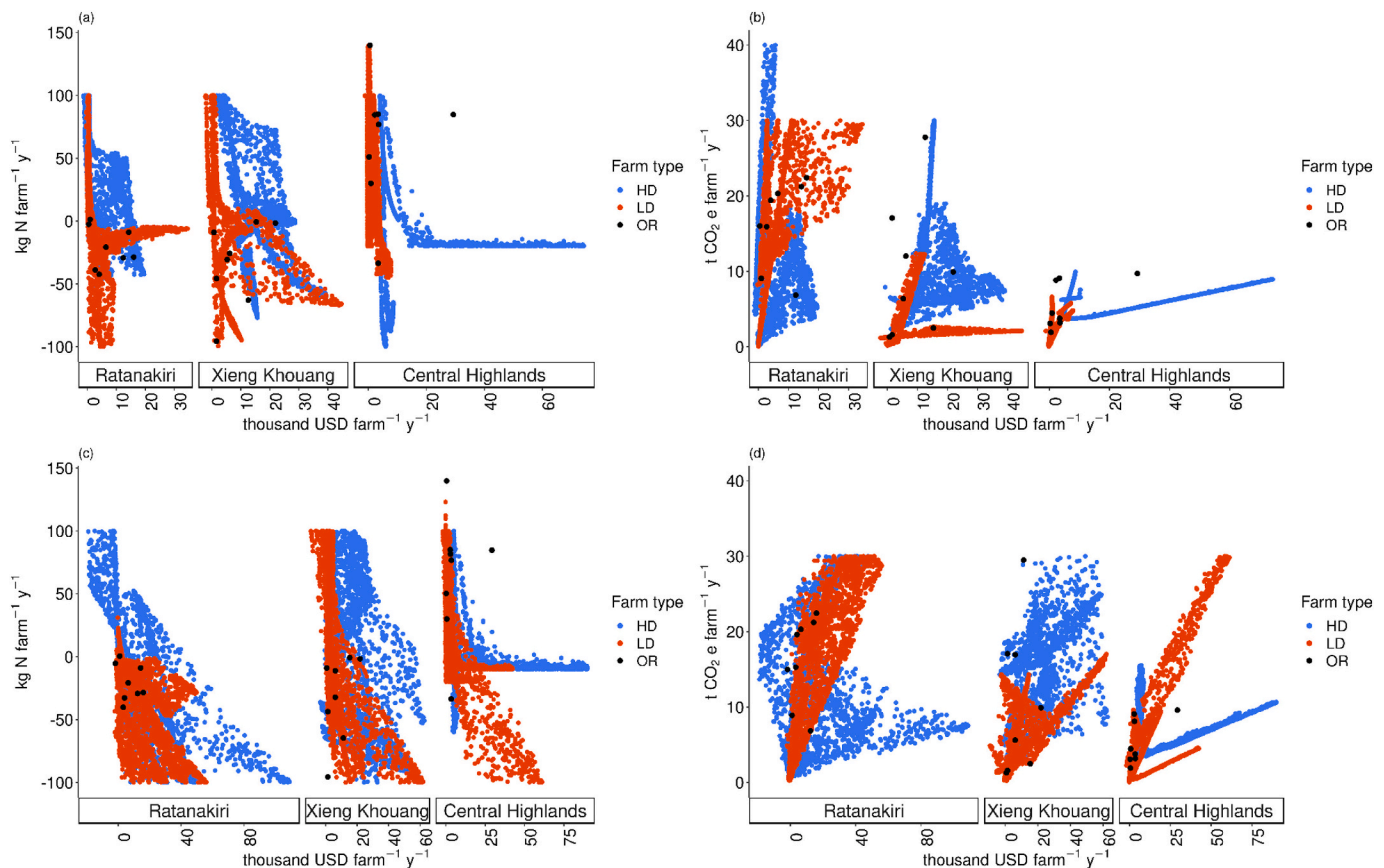 (a)
150
100
50
0
-50
-100
kg N farm⁻¹ y⁻¹
Ratanakiri
Xieng Khouang
Central Highlands
0 10 20 30
0 10 20 30 40
0 20 40 60
thousand USD farm⁻¹ y⁻¹
Farm type
HD
LD
OR
(b)
40
30
20
10
0
t CO₂ e farm⁻¹ y⁻¹
Ratanakiri
Xieng Khouang
Central Highlands
0 10 20 30
0 10 20 30 40
0 20 40 60
thousand USD farm⁻¹ y⁻¹
Farm type
HD
LD
OR
(c)
150
100
50
0
-50
-100
kg N farm⁻¹ y⁻¹
Ratanakiri
Xieng Khouang
Central Highlands
0 40 80
0 20 40 60
0 25 50 75
thousand USD farm⁻¹ y⁻¹
Farm type
HD
LD
OR
(d)
40
30
20
10
0
t CO₂ e farm⁻¹ y⁻¹
Ratanakiri
Xieng Khouang
Central Highlands
0 40 80
0 20 40 60
0 25 50 75
thousand USD farm⁻¹ y⁻¹
Farm type
HD
LD
OR